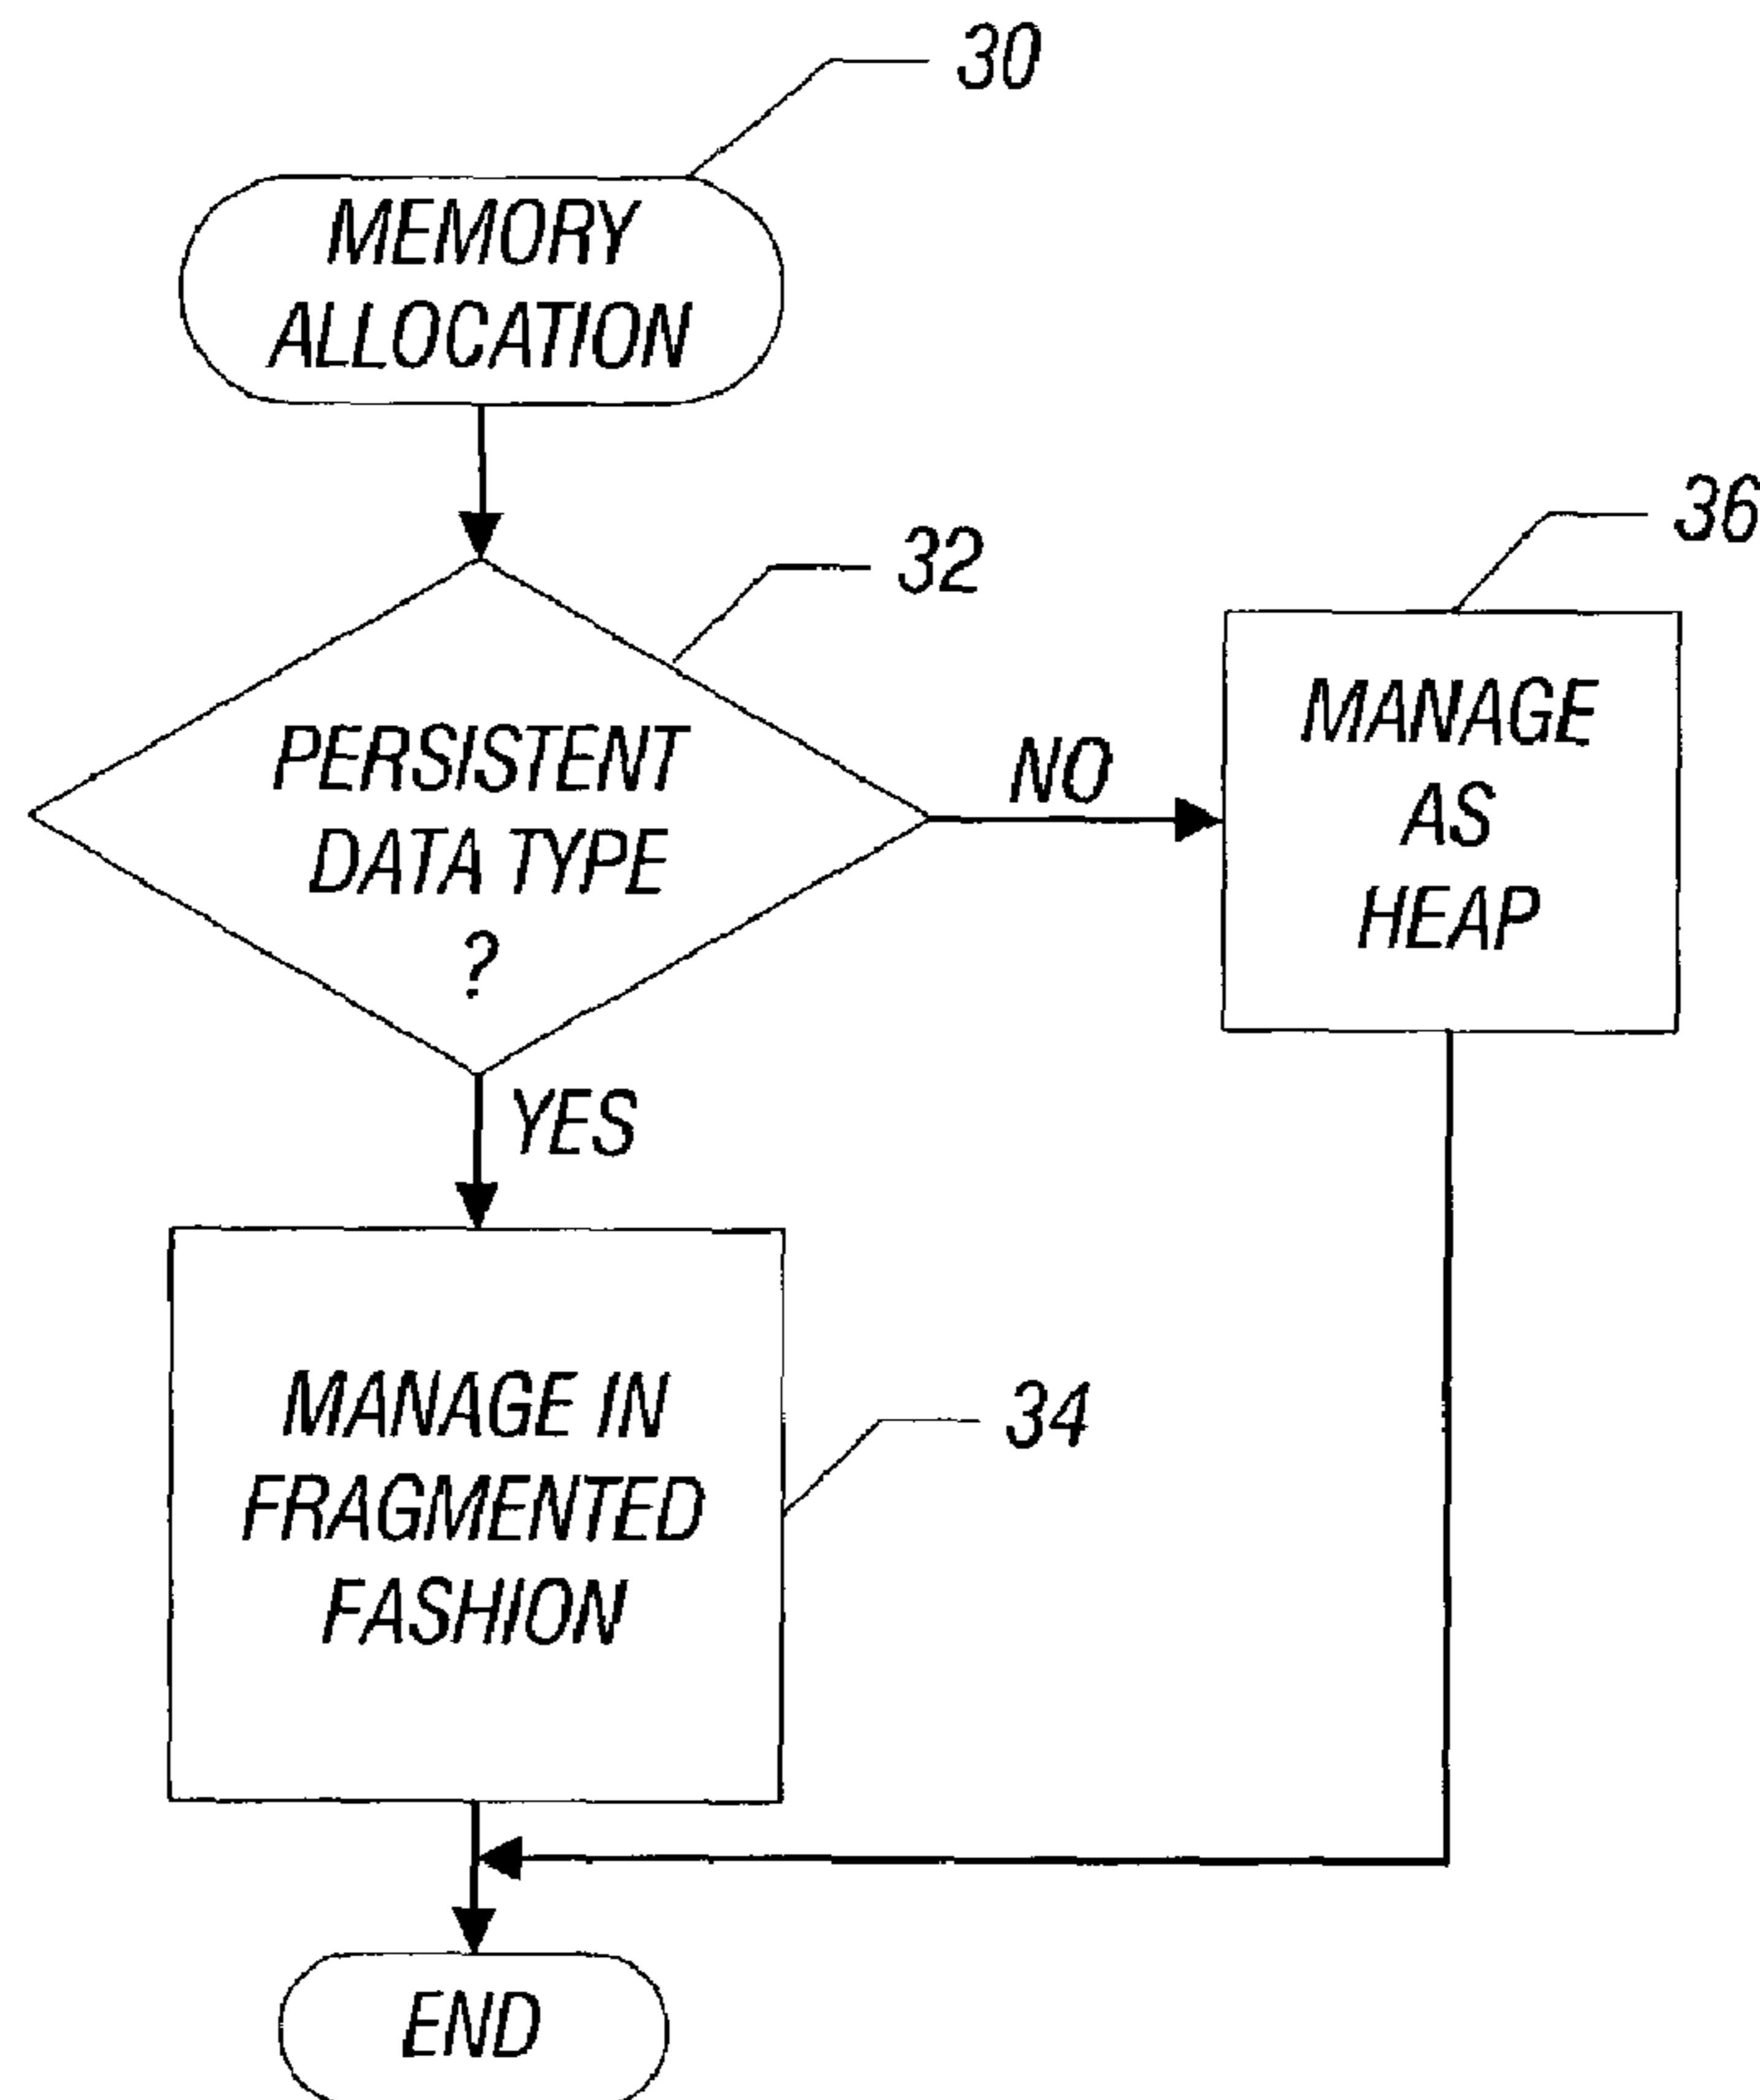 30
MEMORY
ALLOCATION
32
PERSISTENT
DATA TYPE
?
NO
36
MANAGE
AS
HEAP
YES
MANAGE IN
FRAGMENTED
FASHION
34
END